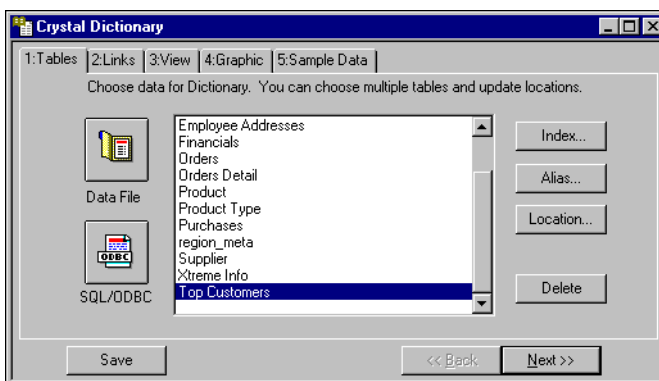 Crystal Dictionary
1:Tables 2:Links 3:View 4:Graphic 5:Sample Data
Choose data for Dictionary. You can choose multiple tables and update locations.
Data File
SQL/ODBC
ODBC
Employee Addresses
Financials
Orders
Orders Detail
Product
Product Type
Purchases
region_meta
Supplier
Xtreme Info
Top Customers
Index...
Alias...
Location...
Delete
Save
<< Back
Next >>